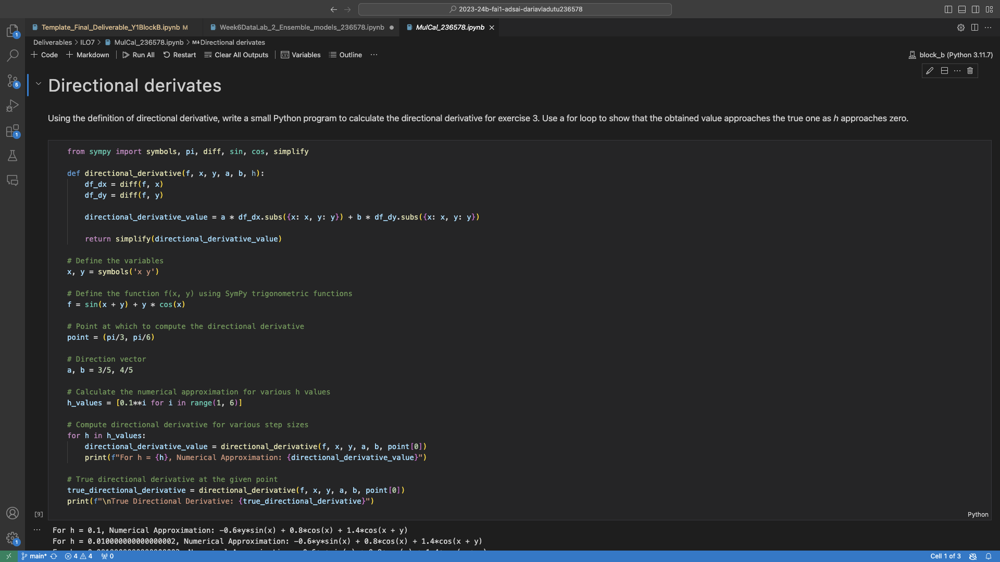 2023-24b-fai1-adsai-dariavladutu236578
Template_Final_Deliverable_Y1BlockB.ipynb M
Week6DataLab_2_Ensemble_models_236578.ipynb
MulCal_236578.ipynb
Deliverables > ILO7 > MulCal_236578.ipynb > M↓Directional derivates
+ Code + Markdown Run All Restart Clear All Outputs Variables Outline ...
block_b (Python 3.11.7)
Directional derivates
Using the definition of directional derivative, write a small Python program to calculate the directional derivative for exercise 3. Use a for loop to show that the obtained value approaches the true one as h approaches zero.
from sympy import symbols, pi, diff, sin, cos, simplify
def directional_derivative(f, x, y, a, b, h):
df_dx = diff(f, x)
df_dy = diff(f, y)
directional_derivative_value = a * df_dx.subs({x: x, y: y}) + b * df_dy.subs({x: x, y: y})
return simplify(directional_derivative_value)
# Define the variables
x, y = symbols('x y')
# Define the function f(x, y) using SymPy trigonometric functions
f = sin(x + y) + y * cos(x)
# Point at which to compute the directional derivative
point = (pi/3, pi/6)
# Direction vector
a, b = 3/5, 4/5
# Calculate the numerical approximation for various h values
h_values = [0.1**i for i in range(1, 6)]
# Compute directional derivative for various step sizes
for h in h_values:
directional_derivative_value = directional_derivative(f, x, y, a, b, point[0])
print(f"For h = {h}, Numerical Approximation: {directional_derivative_value}")
# True directional derivative at the given point
true_directional_derivative = directional_derivative(f, x, y, a, b, point[0])
print(f"\nTrue Directional Derivative: {true_directional_derivative}")
[9]
Python
For h = 0.1, Numerical Approximation: -0.6*y*sin(x) + 0.8*cos(x) + 1.4*cos(x + y)
For h = 0.010000000000000002, Numerical Approximation: -0.6*y*sin(x) + 0.8*cos(x) + 1.4*cos(x + y)
1
5
1
1
main* 4 4 0
Cell 1 of 3